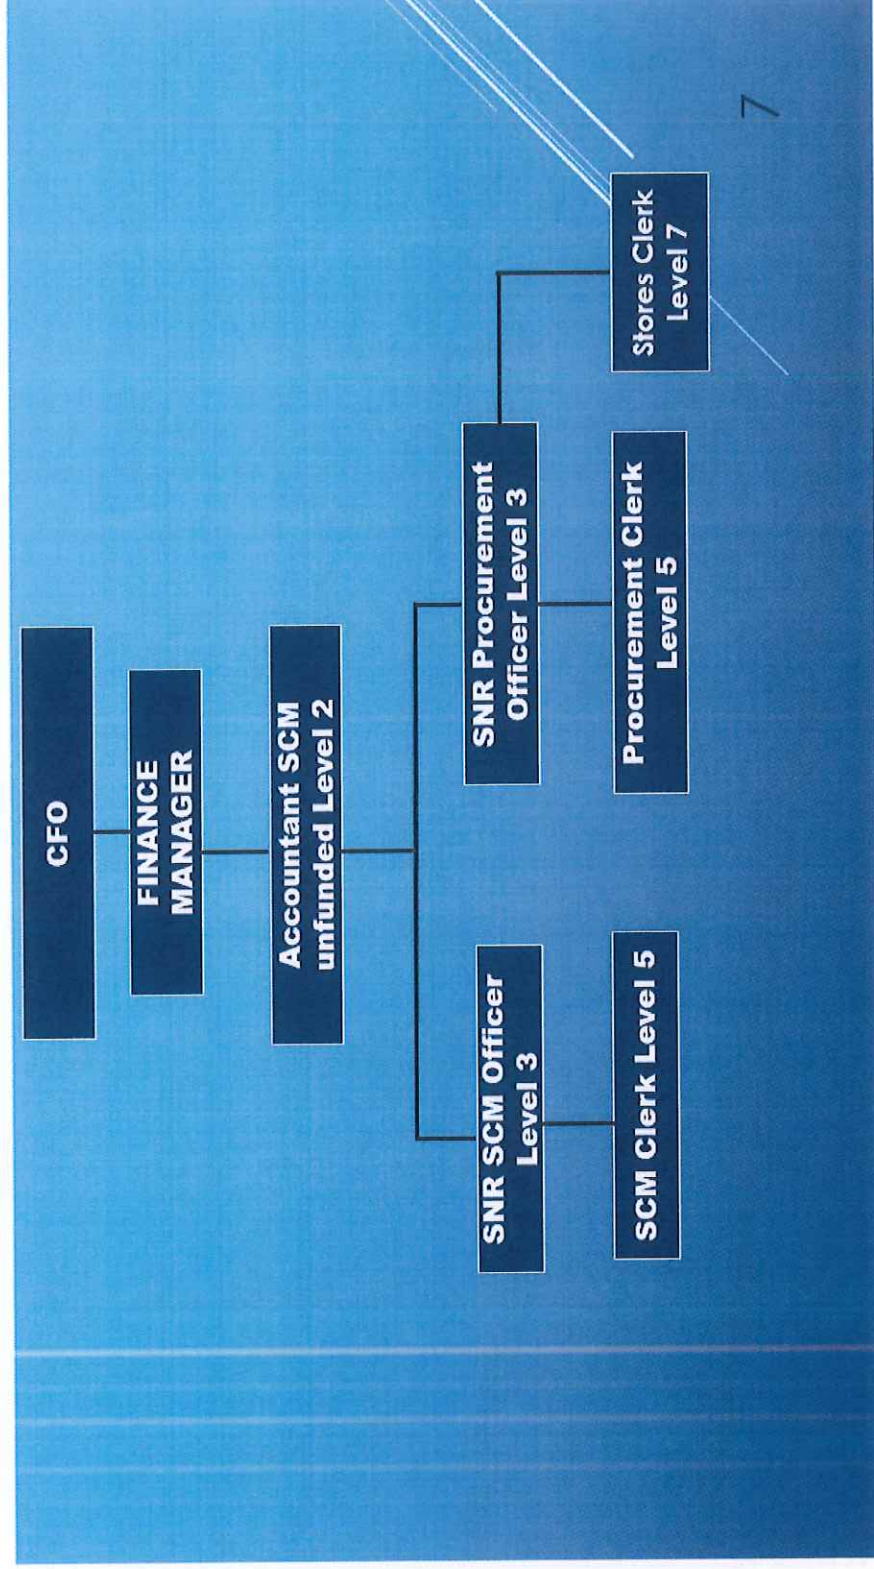 CFO
FINANCE
MANAGER
Accountant SCM
unfunded Level 2
SNR SCM Officer
Level 3
SNR Procurement
Officer Level 3
SCM Clerk Level 5
Procurement Clerk
Level 5
Stores Clerk
Level 7
7